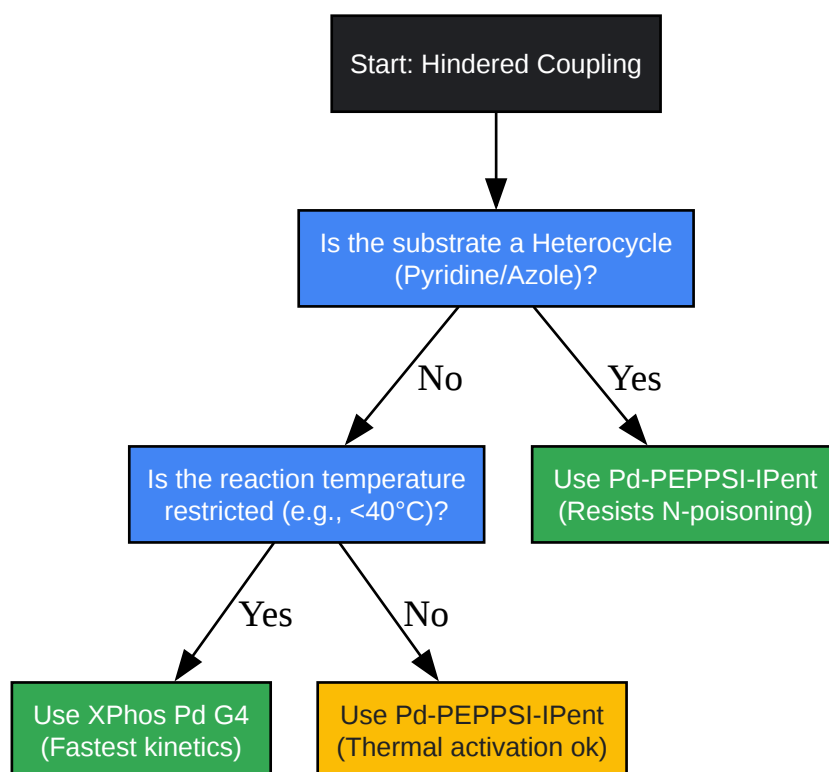 Start: Hindered Coupling
Is the substrate a Heterocycle
(Pyridine/Azole)?
No
Yes
Is the reaction temperature
restricted (e.g., <40°C)?
Use Pd-PEPPSI-IPent
(Resists N-poisoning)
Yes
No
Use XPhos Pd G4
(Fastest kinetics)
Use Pd-PEPPSI-IPent
(Thermal activation ok)